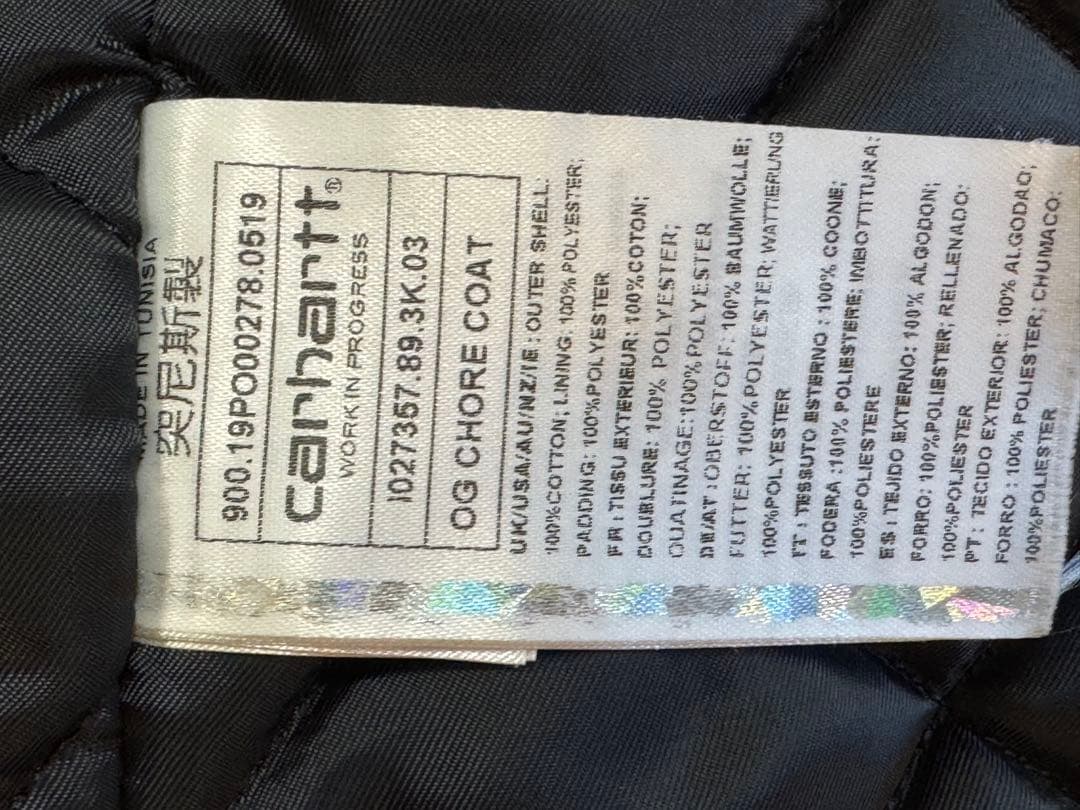 MADE IN TUNISIA
突尼斯製
900.19PO000278.0519
carhartt®
WORK IN PROGRESS
I027357.89.3K.03
OG CHORE COAT
UK/USA/AU/NZ/IE : OUTER SHELL:
100%COTTON; LINING: 100% POLYESTER;
PADDING: 100%POLYESTER
FR : TISSU EXTERIEUR: 100%COTON;
DOUBLURE: 100% POLYESTER;
OUATINAGE:100%POLYESTER
DE/AT :OBERSTOFF: 100% BAUMWOLLE;
FUTTER: 100%POLYESTER; WATTIERUNG
100%POLYESTER
IT : TESSUTO ESTERNO : 100% COONE;
FODERA :100% POLIESTERE; IMBOTTITURA:
100%POLIESTERE
ES : TEJIDO EXTERNO: 100% ALGODON;
FORRO: 100%POLIESTER; RELLENADO:
100%POLIESTER
PT : TECIDO EXTERIOR: 100% ALGODAO;
FORRO : 100% POLIESTER; CHUMACO:
100%POLIESTER